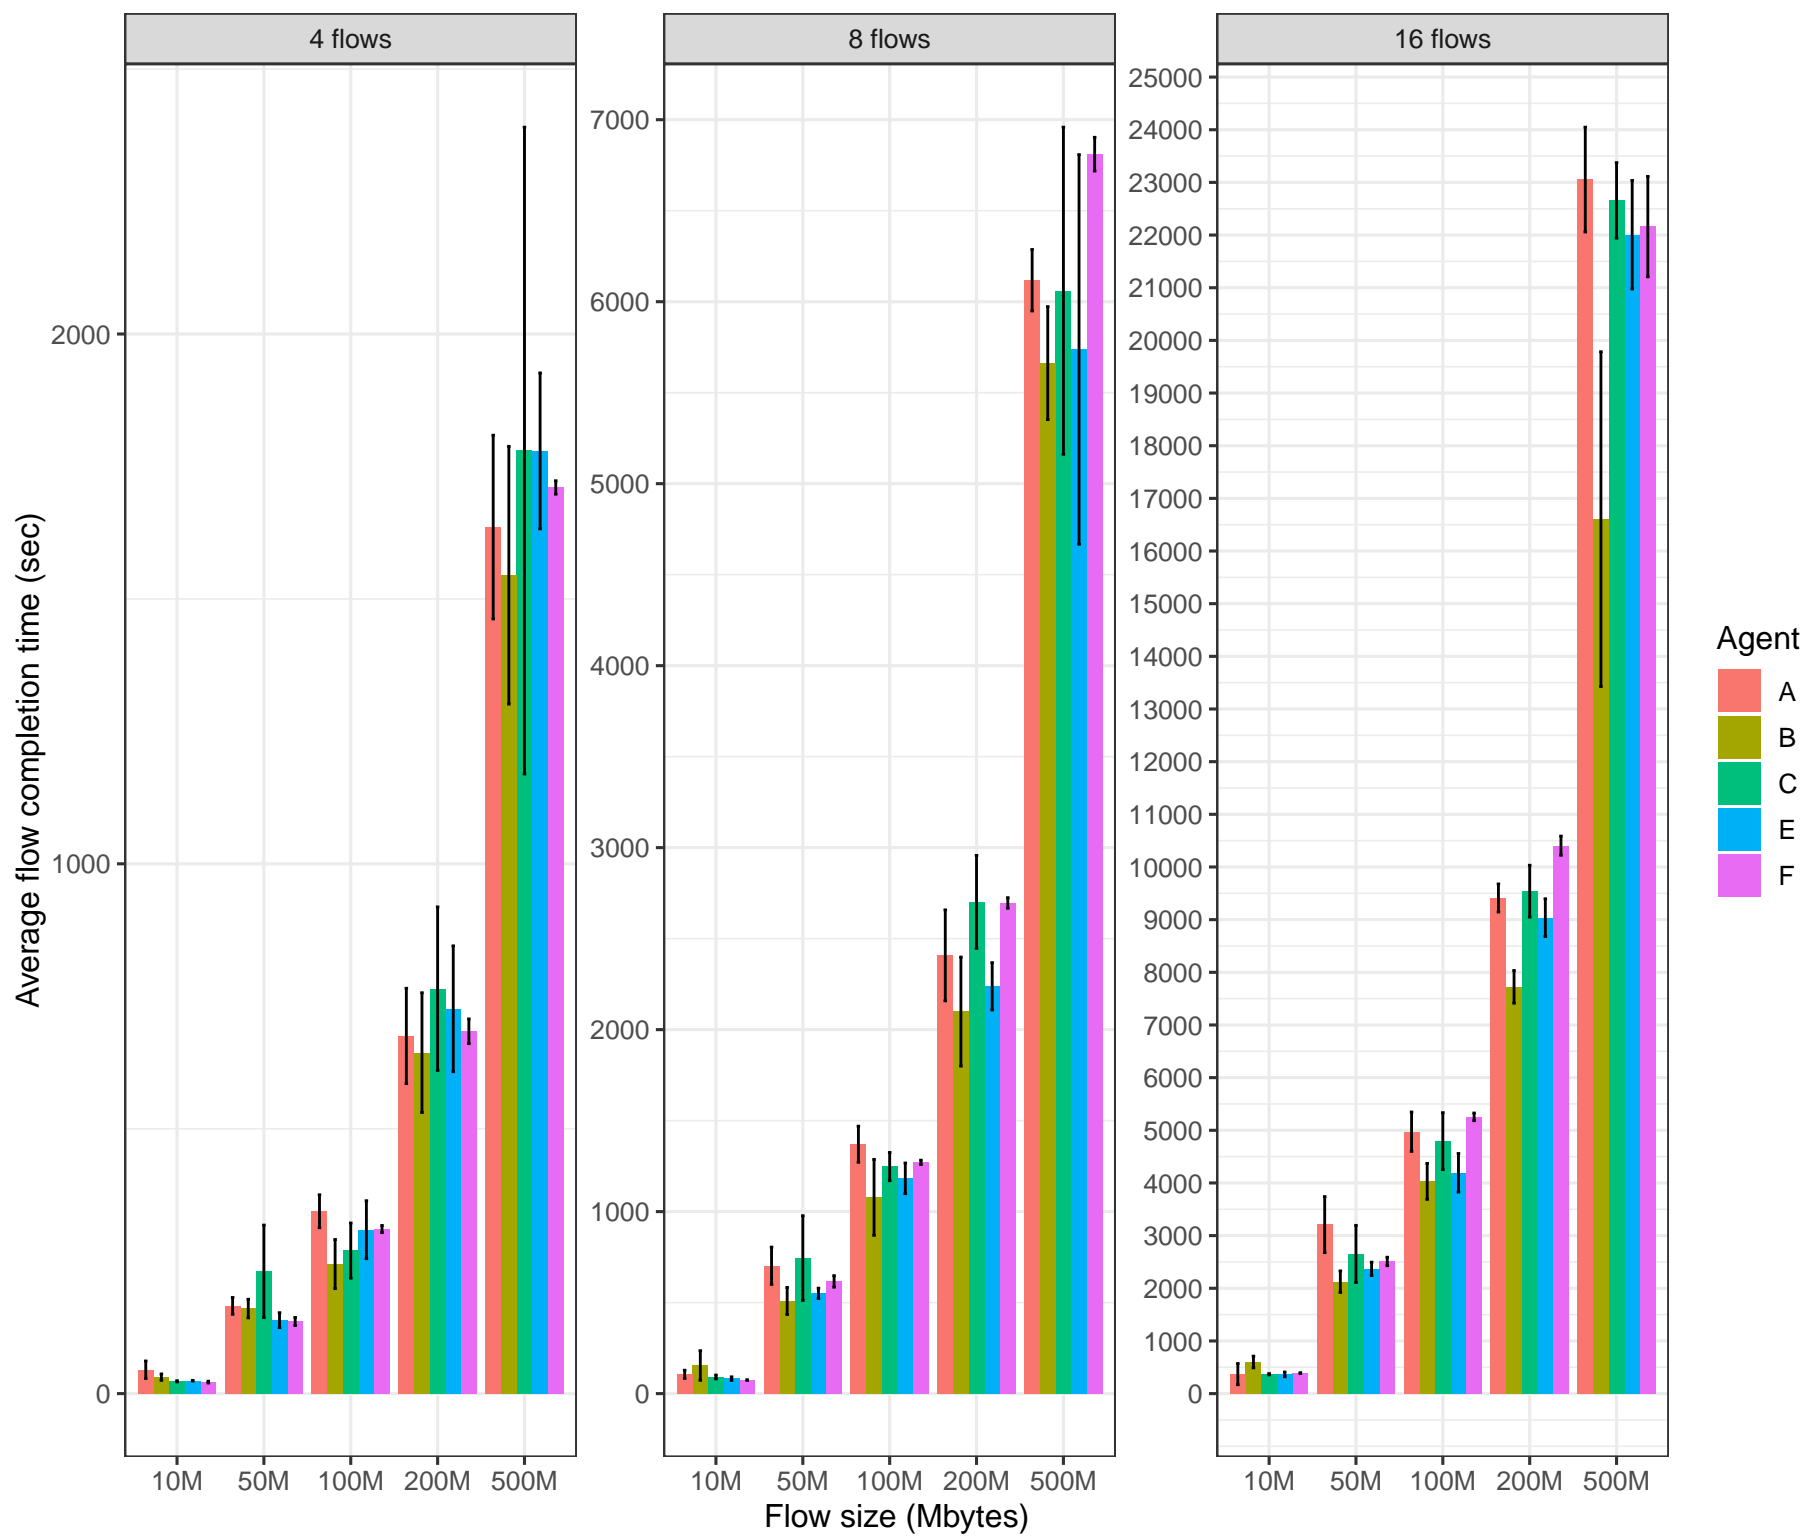 4 flows
8 flows
16 flows
Average flow completion time (sec)
2000
1000
0
7000
6000
5000
4000
3000
2000
1000
0
25000
24000
23000
22000
21000
20000
19000
18000
17000
16000
15000
14000
13000
12000
11000
10000
9000
8000
7000
6000
5000
4000
3000
2000
1000
0
10M 50M 100M 200M 500M
10M 50M 100M 200M 500M
10M 50M 100M 200M 500M
Flow size (Mbytes)
Agent
A
B
C
E
F